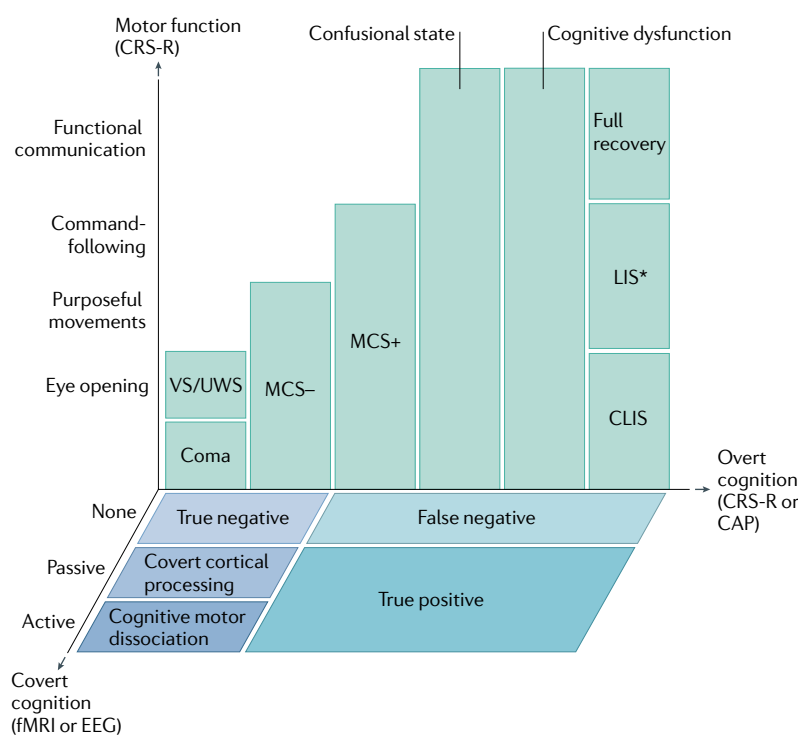 Motor function
(CRS-R)
Confusional state
Cognitive dysfunction
Functional
communication
Full
recovery
Command-
following
LIS*
Purposeful
movements
MCS+
Eye opening
VS/UWS
MCS–
CLIS
Coma
Overt
cognition
(CRS-R or
CAP)
None
True negative
False negative
Passive
Covert cortical
processing
True positive
Active
Cognitive motor
dissociation
Covert
cognition
(fMRI or EEG)